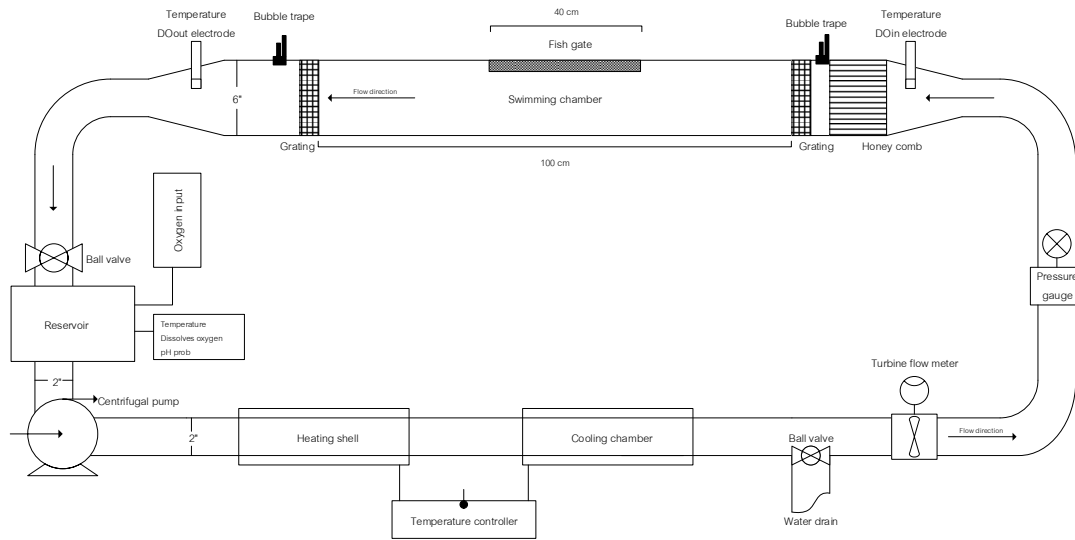 Temperature
DOout electrode
Bubble trape
40 cm
Fish gate
Bubble trape
Temperature
DOin electrode
6"
Flow direction
Swimming chamber
Grating
Grating
Honey comb
100 cm
Oxygen input
Ball valve
Reservoir
Temperature
Dissolves oxygen
pH prob
Pressure
gauge
2"
Centrifugal pump
2"
Heating shell
Cooling chamber
Ball valve
Turbine flow meter
Flow direction
Temperature controller
Water drain